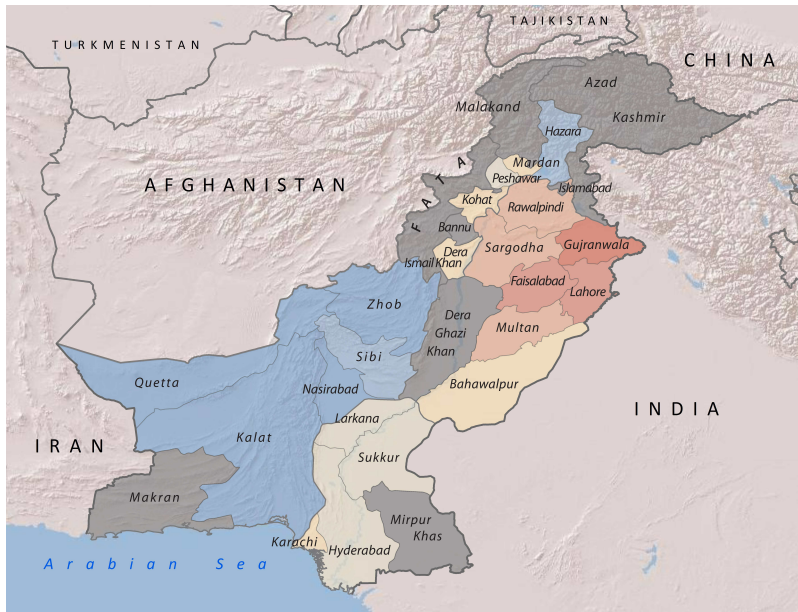 TAJIKISTAN
TURKMENISTAN
CHINA
Azad
Malakand
Kashmir
Hazara
FATA
Mardan
Peshawar
AFGHANISTAN
Islamabad
Kohat
Rawalpindi
Bannu
Sargodha
Gujranwala
Dera
Ismail Khan
Faisalabad
Lahore
Zhob
Dera
Ghazi
Khan
Multan
Sibi
Quetta
Nasirabad
Bahawalpur
INDIA
Larkana
Kalat
IRAN
Sukkur
Makran
Mirpur
Khas
Karachi
Hyderabad
Arabian Sea